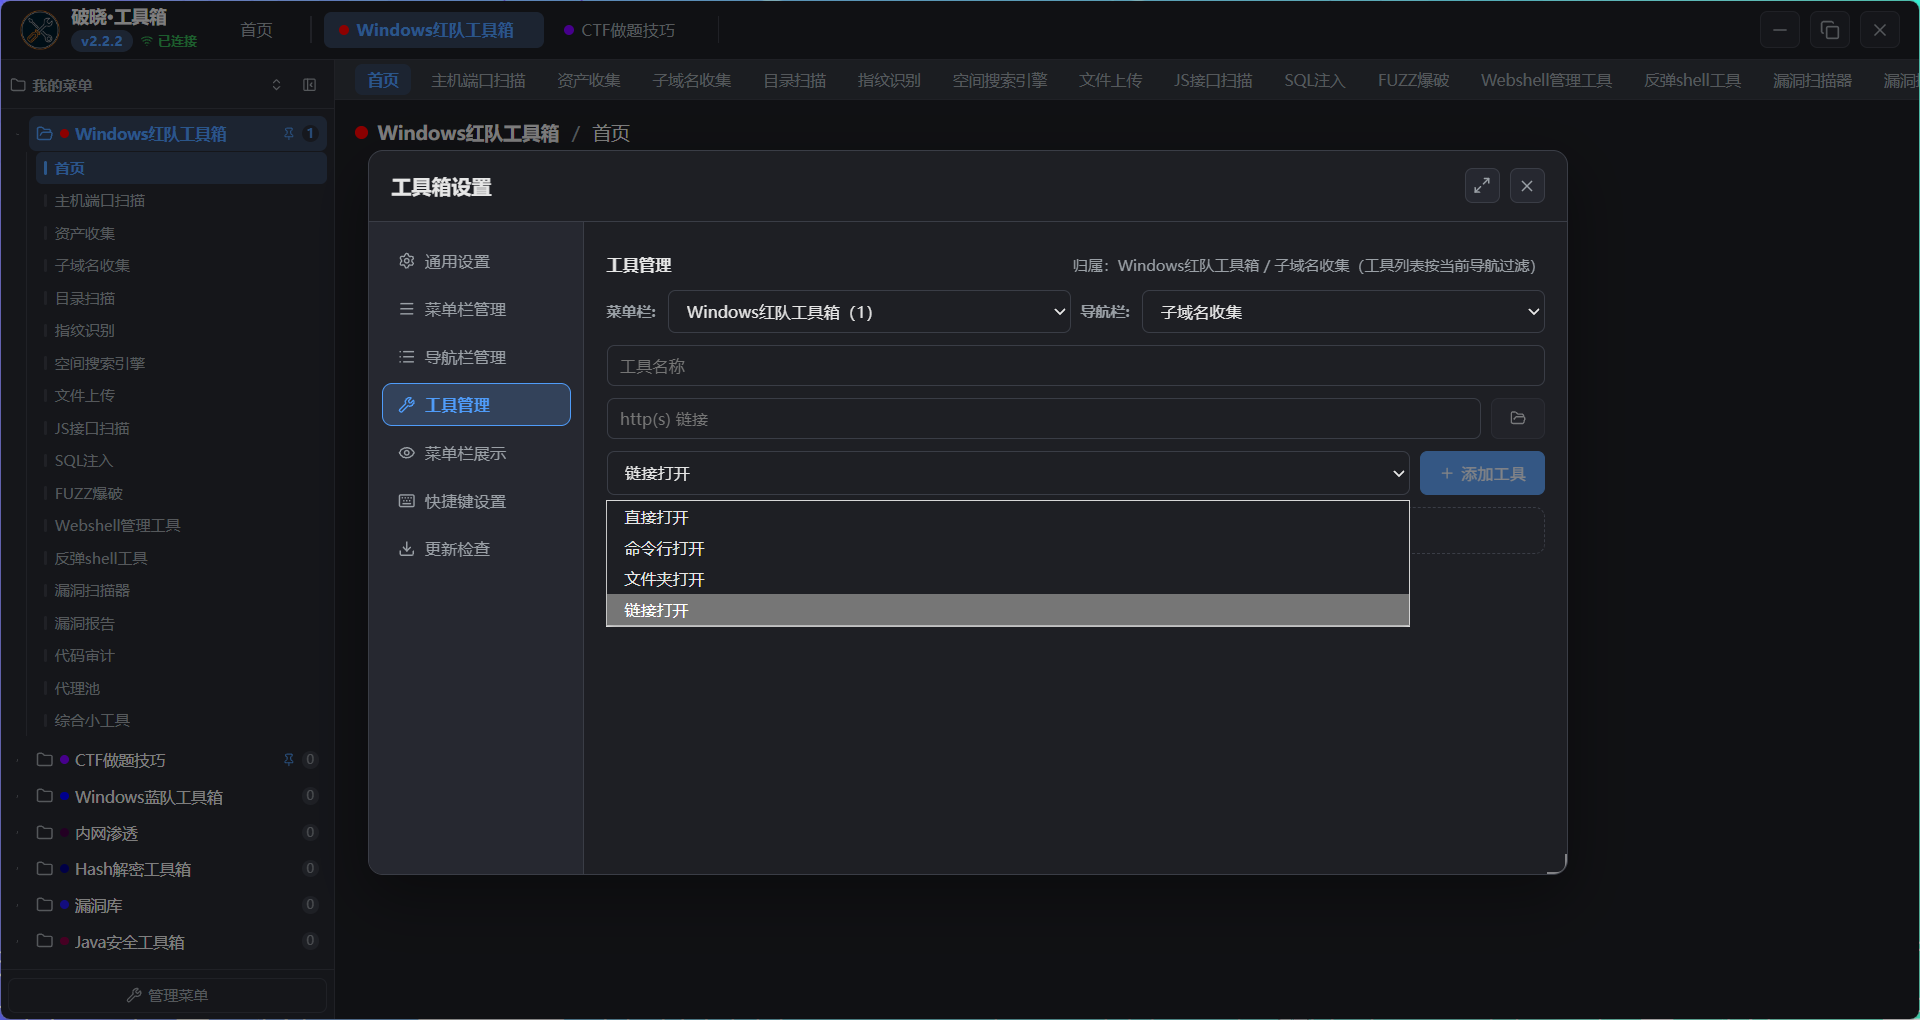 破晓•工具箱
v2.2.2 已连接
首页
Windows红队工具箱
CTF做题技巧
我的菜单
Windows红队工具箱 1
首页
主机端口扫描
资产收集
子域名收集
目录扫描
指纹识别
空间搜索引擎
文件上传
JS接口扫描
SQL注入
FUZZ爆破
Webshell管理工具
反弹shell工具
漏洞扫描器
漏洞报告
代码审计
代理池
综合小工具
CTF做题技巧 0
Windows蓝队工具箱 0
内网渗透 0
Hash解密工具箱 0
漏洞库 0
Java安全工具箱 0
管理菜单
首页 主机端口扫描 资产收集 子域名收集 目录扫描 指纹识别 空间搜索引擎 文件上传 JS接口扫描 SQL注入 FUZZ爆破 Webshell管理工具 反弹shell工具 漏洞扫描器 漏洞
Windows红队工具箱 / 首页
工具箱设置
通用设置
菜单栏管理
导航栏管理
工具管理
菜单栏展示
快捷键设置
更新检查
工具管理
归属：Windows红队工具箱 / 子域名收集（工具列表按当前导航过滤）
菜单栏: Windows红队工具箱（1） 导航栏: 子域名收集
工具名称
http(s) 链接
链接打开
+ 添加工具
直接打开
命令行打开
文件夹打开
链接打开